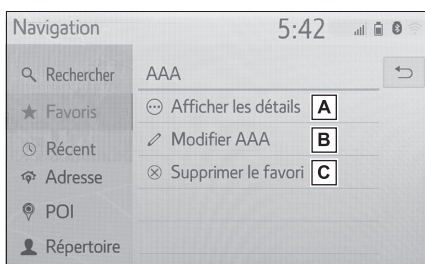 Navigation 5:42
Rechercher
Favoris
Récent
Adresse
POI
Répertoire
AAA
Afficher les détails A
Modifier AAA B
Supprimer le favori C